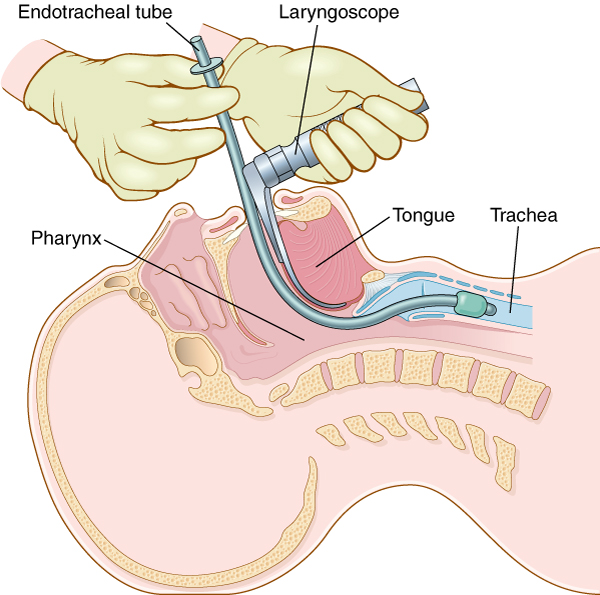 Endotracheal tube
Laryngoscope
Tongue
Trachea
Pharynx